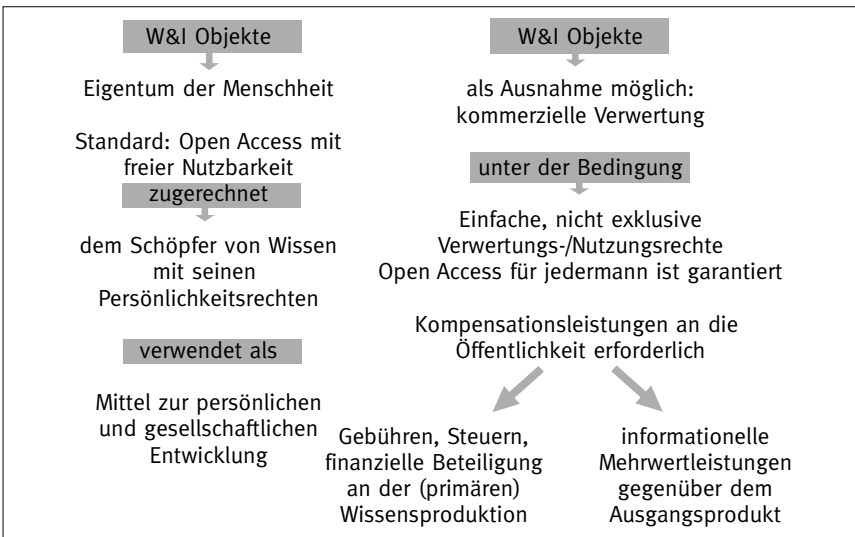 W&I Objekte
Eigentum der Menschheit
Standard: Open Access mit
freier Nutzbarkeit
zugerechnet
dem Schöpfer von Wissen
mit seinen
Persönlichkeitsrechten
verwendet als
Mittel zur persönlichen
und gesellschaftlichen
Entwicklung
W&I Objekte
als Ausnahme möglich:
kommerzielle Verwertung
unter der Bedingung
Einfache, nicht exklusive
Verwertungs-/Nutzungsrechte
Open Access für jedermann ist garantiert
Kompensationsleistungen an die
Öffentlichkeit erforderlich
Gebühren, Steuern,
finanzielle Beteiligung
an der (primären)
Wissensproduktion
informationelle
Mehrwertleistungen
gegenüber dem
Ausgangsprodukt